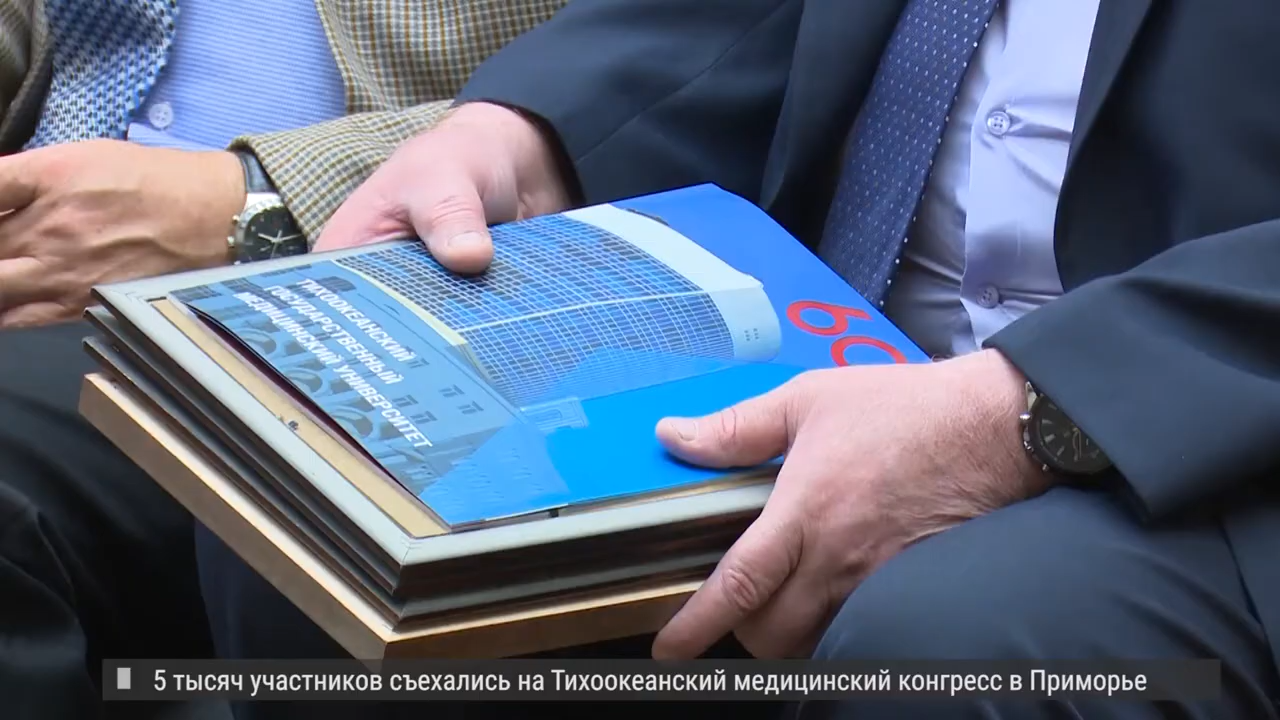 ТИХООКЕАНСКИЙ
ГОСУДАРСТВЕННЫЙ
МЕДИЦИНСКИЙ УНИВЕРСИТЕТ
60
5 тысяч участников съехались на Тихоокеанский медицинский конгресс в Приморье